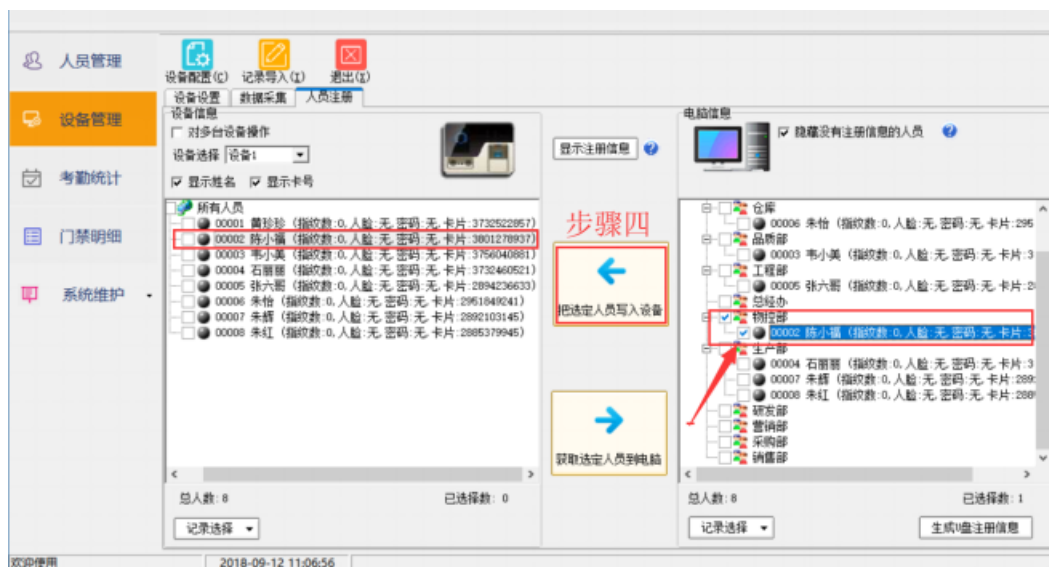 人员管理
设备管理
考勤统计
门禁明细
系统维护
设备配置(C) 记录导入(I) 退出(X)
设备设置 数据采集 人员注册
设备信息
对多台设备操作
设备选择 设备1
显示姓名 显示卡号
所有人员
00001 黄珍珍 (指纹数:0,人脸:无,密码:无,卡片:3732522857)
00002 陈小福 (指纹数:0,人脸:无,密码:无,卡片:3801278937)
00003 韦小美 (指纹数:0,人脸:无,密码:无,卡片:3756040881)
00004 石丽丽 (指纹数:0,人脸:无,密码:无,卡片:3732460521)
00005 张六哥 (指纹数:0,人脸:无,密码:无,卡片:2894236633)
00006 朱怡 (指纹数:0,人脸:无,密码:无,卡片:2951849241)
00007 朱辉 (指纹数:0,人脸:无,密码:无,卡片:2892103145)
00008 朱红 (指纹数:0,人脸:无,密码:无,卡片:2885379945)
总人数:8 已选择数: 0
记录选择
显示注册信息
步骤四
把选定人员写入设备
获取选定人员到电脑
电脑信息
隐藏没有注册信息的人员
仓库
00006 朱怡 (指纹数:0,人脸:无,密码:无,卡片:295
品质部
00003 韦小美 (指纹数:0,人脸:无,密码:无,卡片:3
工程部
00005 张六哥 (指纹数:0,人脸:无,密码:无,卡片:2
总经办
物控部
00002 陈小福 (指纹数:0,人脸:无,密码:无,卡片:3
生产部
00004 石丽丽 (指纹数:0,人脸:无,密码:无,卡片:3
00007 朱辉 (指纹数:0,人脸:无,密码:无,卡片:289
00008 朱红 (指纹数:0,人脸:无,密码:无,卡片:288
研发部
营销部
采购部
销售部
总人数:8 已选择数: 1
记录选择 生成U盘注册信息
欢迎使用 2018-09-12 11:06:56